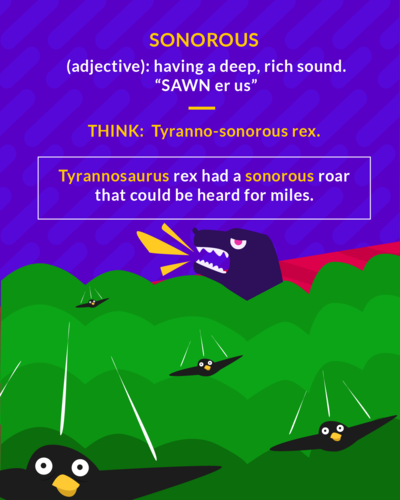 SONOROUS
(adjective): having a deep, rich sound.
“SAWN er us”
THINK: Tyranno-sonorous rex.
Tyrannosaurus rex had a sonorous roar
that could be heard for miles.